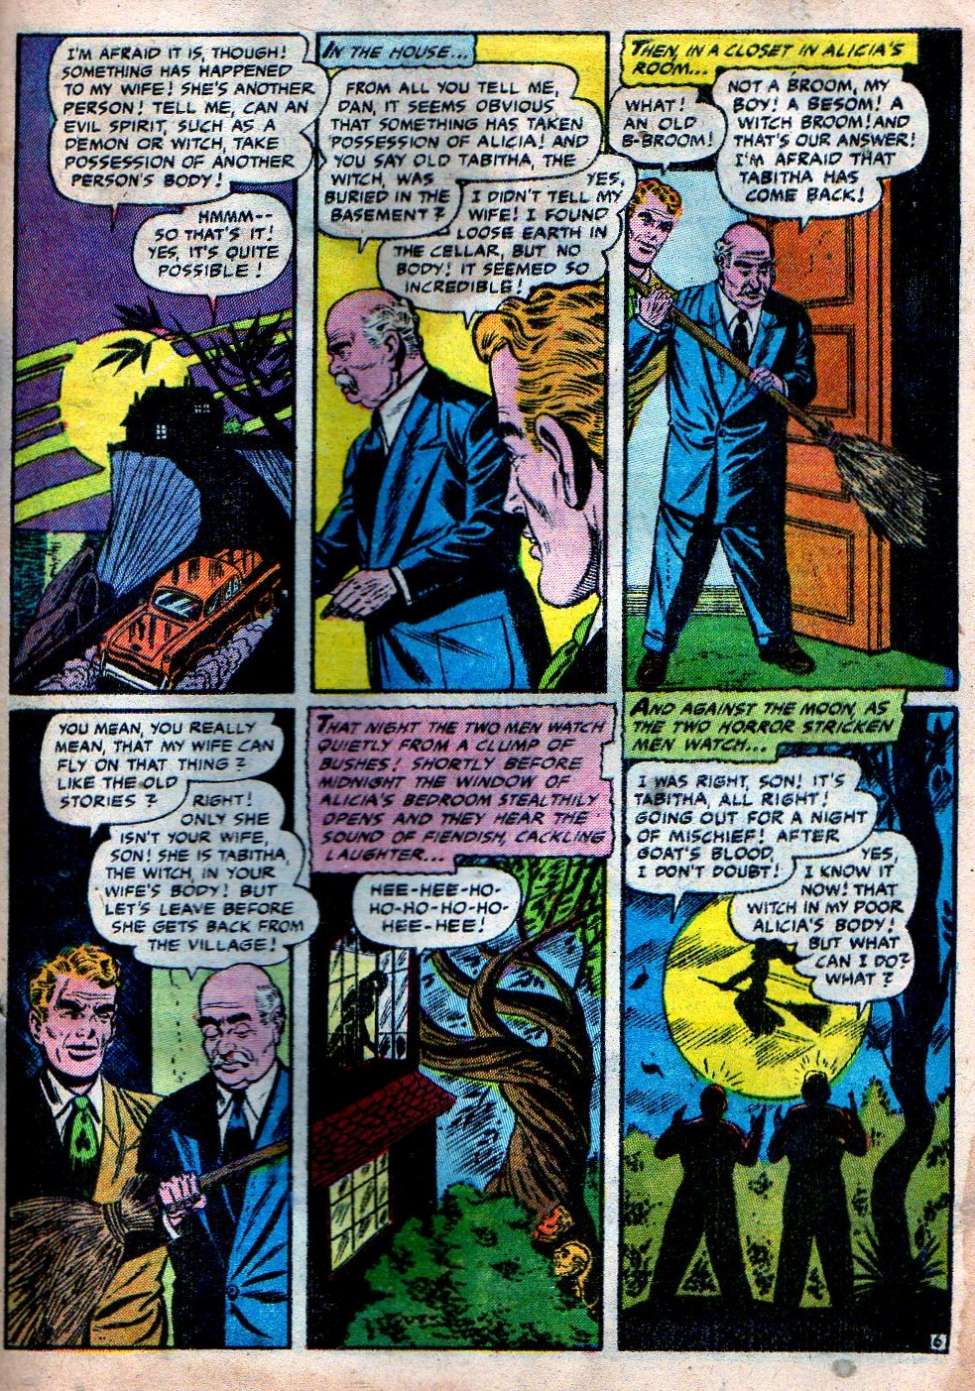 I'M AFRAID IT IS, THOUGH!
SOMETHING HAS HAPPENED
TO MY WIFE! SHE'S ANOTHER
PERSON! TELL ME, CAN AN
EVIL SPIRIT, SUCH AS A
DEMON OR WITCH, TAKE
POSSESSION OF ANOTHER
PERSON'S BODY!
HMMM--
SO THAT'S IT!
YES, IT'S QUITE
POSSIBLE!
IN THE HOUSE...
FROM ALL YOU TELL ME,
DAN, IT SEEMS OBVIOUS
THAT SOMETHING HAS TAKEN
POSSESSION OF ALICIA! AND
YOU SAY OLD TABITHA, THE
WITCH, WAS
BURIED IN THE
BASEMENT?
YES,
I DIDN'T TELL MY
WIFE! I FOUND
LOOSE EARTH IN
THE CELLAR, BUT NO
BODY! IT SEEMED SO
INCREDIBLE!
THEN, IN A CLOSET IN ALICIA'S
ROOM...
WHAT!
AN OLD
B-BROOM!
NOT A BROOM, MY
BOY! A BESOM! A
WITCH BROOM! AND
THAT'S OUR ANSWER!
I'M AFRAID THAT
TABITHA HAS
COME BACK!
YOU MEAN, YOU REALLY
MEAN, THAT MY WIFE CAN
FLY ON THAT THING?
LIKE THE OLD
STORIES?
RIGHT!
ONLY SHE
ISN'T YOUR WIFE,
SON! SHE IS TABITHA,
THE WITCH, IN YOUR
WIFE'S BODY! BUT
LET'S LEAVE BEFORE
SHE GETS BACK FROM
THE VILLAGE!
THAT NIGHT THE TWO MEN WATCH
QUIETLY FROM A CLUMP OF
BUSHES! SHORTLY BEFORE
MIDNIGHT THE WINDOW OF
ALICIA'S BEDROOM STEALTHILY
OPENS AND THEY HEAR THE
SOUND OF FIENDISH, CACKLING
LAUGHTER...
HEE-HEE-HO-
HO-HO-HO-HO-
HEE-HEE!
AND AGAINST THE MOON, AS
THE TWO HORROR STRICKEN
MEN WATCH...
I WAS RIGHT, SON! IT'S
TABITHA, ALL RIGHT!
GOING OUT FOR A NIGHT
OF MISCHIEF! AFTER
GOAT'S BLOOD,
I DON'T DOUBT!
YES,
I KNOW IT
NOW! THAT
WITCH IN MY POOR
ALICIA'S BODY!
BUT WHAT
CAN I DO?
WHAT?
6